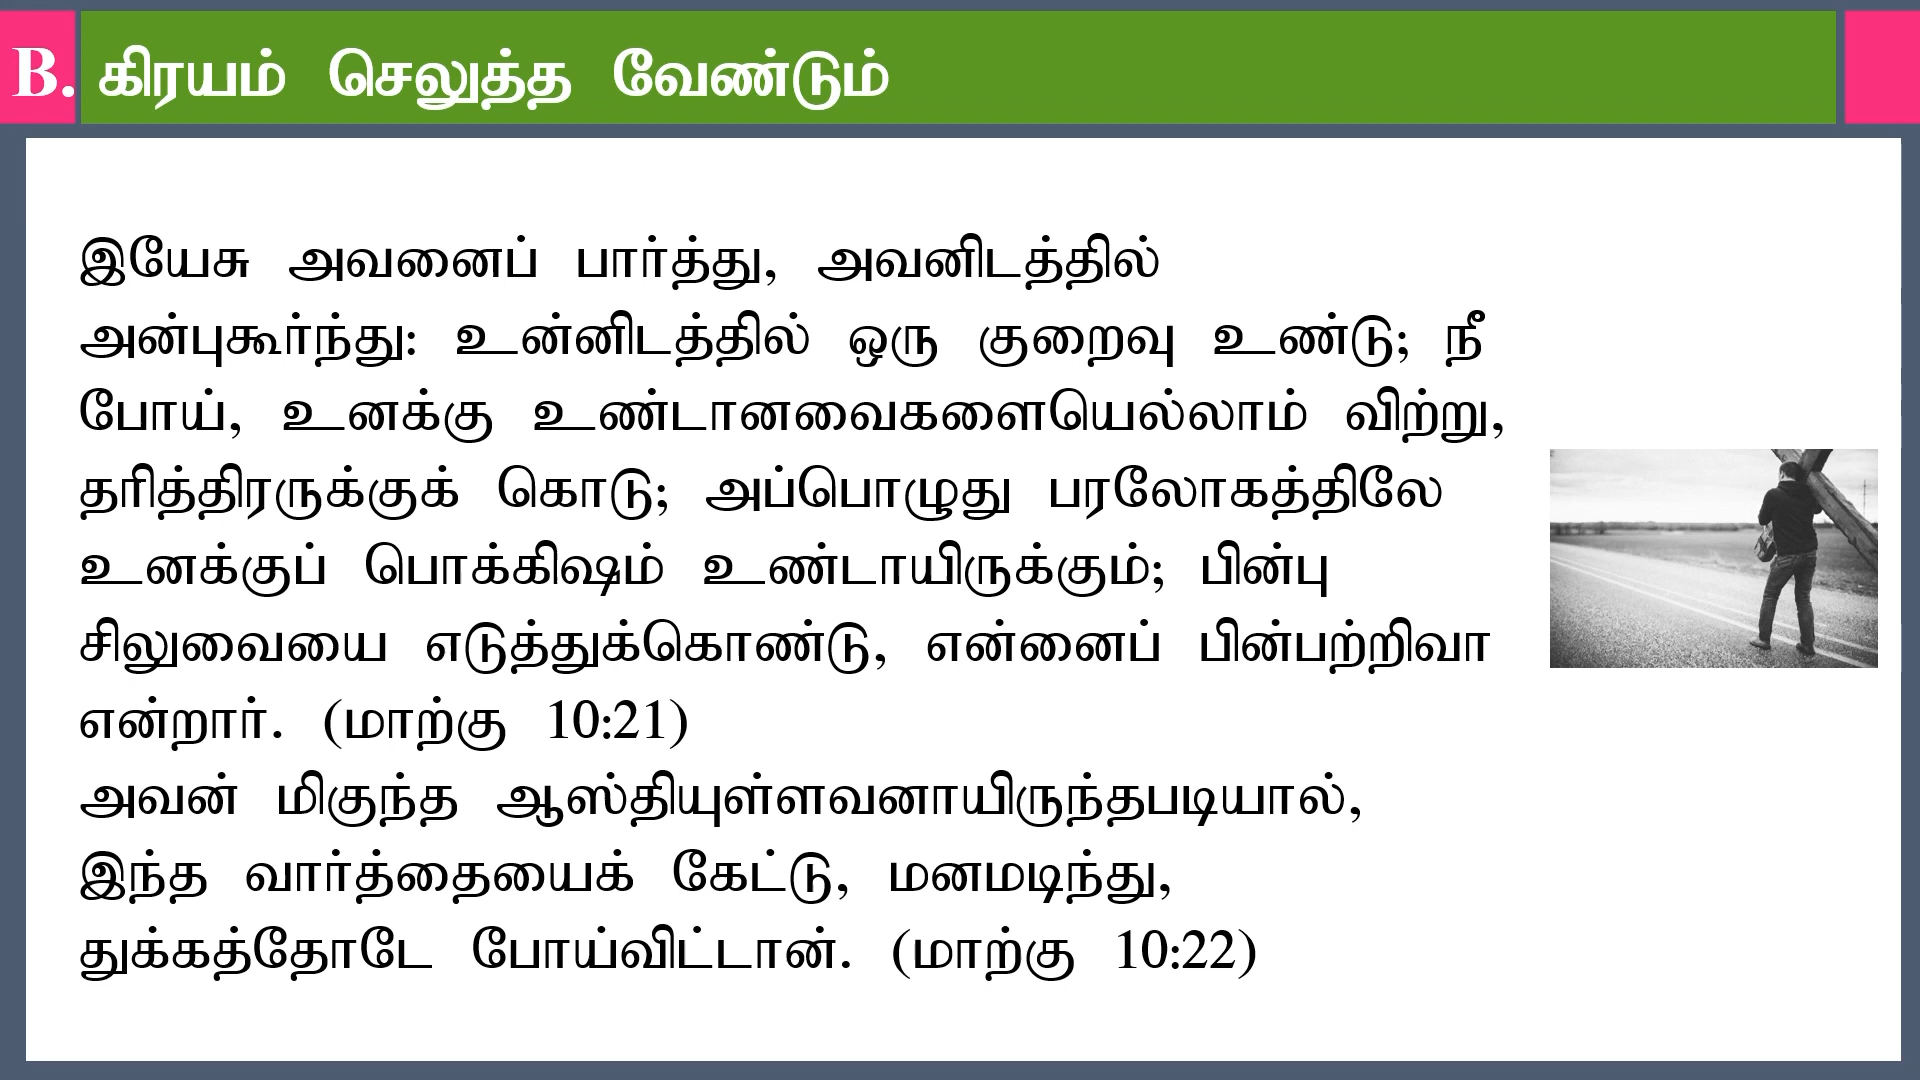 B. கிரயம் செலுத்த வேண்டும்
இயேசு அவனைப் பார்த்து, அவனிடத்தில்
அன்புகூர்ந்து: உன்னிடத்தில் ஒரு குறைவு உண்டு; நீ
போய், உனக்கு உண்டானவைகளையெல்லாம் விற்று,
தரித்திரருக்குக் கொடு; அப்பொழுது பரலோகத்திலே
உனக்குப் பொக்கிஷம் உண்டாயிருக்கும்; பின்பு
சிலுவையை எடுத்துக்கொண்டு, என்னைப் பின்பற்றிவா
என்றார். (மாற்கு 10:21)
அவன் மிகுந்த ஆஸ்தியுள்ளவனாயிருந்தபடியால்,
இந்த வார்த்தையைக் கேட்டு, மனமடிந்து,
துக்கத்தோடே போய்விட்டான். (மாற்கு 10:22)